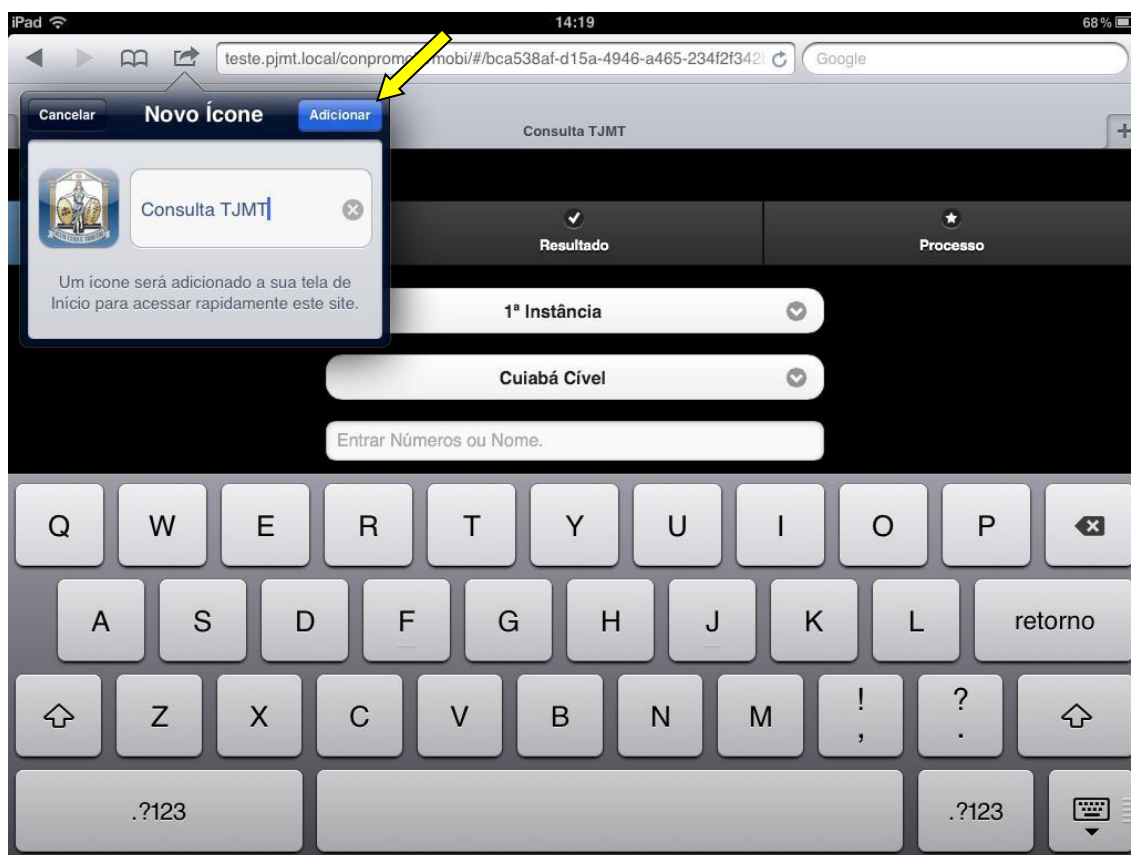 iPad
14:19
68%
teste.pjmt.local/conpromo mobi/#/bca538af-d15a-4946-a465-234f2f342
Google
Cancelar
Novo Ícone
Adicionar
Consulta TJMT
Consulta TJMT
Um ícone será adicionado a sua tela de
Início para acessar rapidamente este site.
Resultado
Processo
1ª Instância
Cuiabá Cível
Entrar Números ou Nome.
Q W E R T Y U I O P
A S D F G H J K L retorno
Z X C V B N M ! , ? .
.?123 .?123